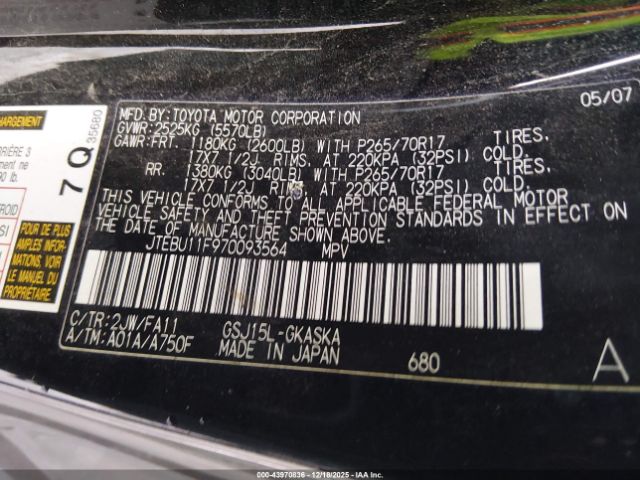 MFD.BY:TOYOTA MOTOR CORPORATION 05/07
GVWR:2525KG (5570LB)
GAWR:FRT. 1180KG (2600LB) WITH P265/70R17 TIRES.
17X7 1/2J RIMS. AT 220KPA (32PSI) COLD.
RR. 1380KG (3040LB) WITH P265/70R17 TIRES.
17X7 1/2J RIMS. AT 220KPA (32PSI) COLD.
THIS VEHICLE CONFORMS TO ALL APPLICABLE FEDERAL MOTOR
VEHICLE SAFETY AND THEFT PREVENTION STANDARDS IN EFFECT ON
THE DATE OF MANUFACTURE SHOWN ABOVE.
JTEBU11F970093564 MPV
C/TR:2JW/FA11 GSJ15L-GKASKA
A/TM:A01A/A750F MADE IN JAPAN 680 A
CHARGEMENT
7 Q 35680
POUR DE PLUS
AMPLES INFOR-
MATIONS, VOIR
LE MANUEL DU
PROPRIETAIRE
000-43970836 - 12/18/2025 - IAA